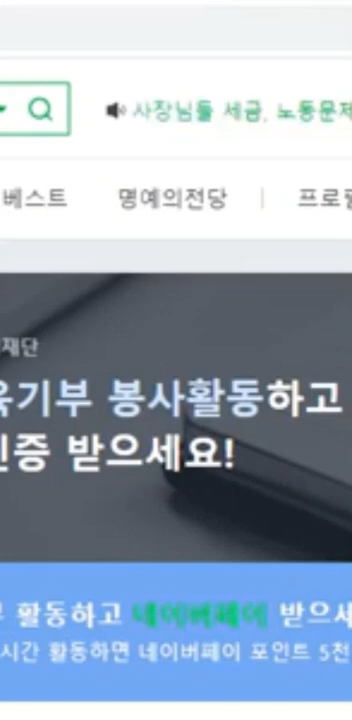 사장님들 세금, 노동문제
베스트 명예의전당 | 프로필
재단
육기부 봉사활동하고
인증 받으세요!
활동하고 네이버페이 받으세
시간 활동하면 네이버페이 포인트 5천